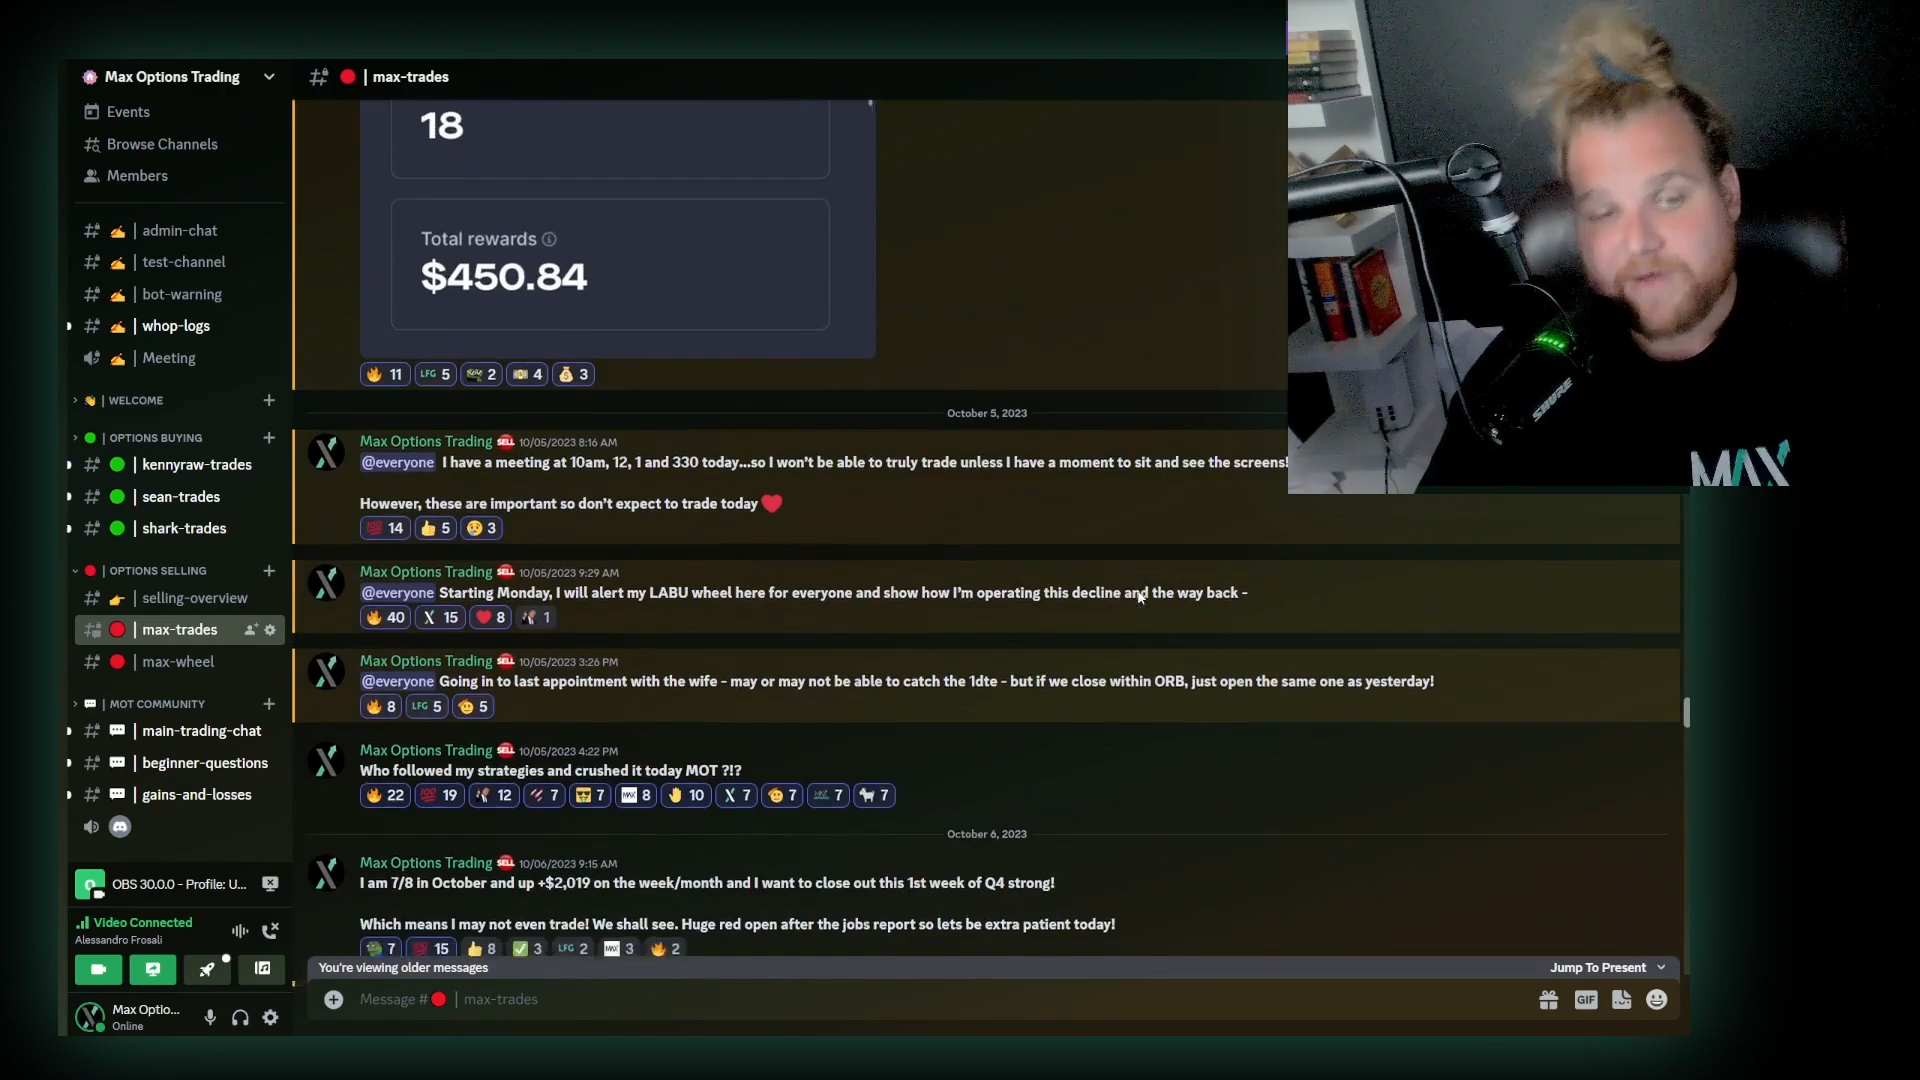 Max Options Trading
Events
Browse Channels
Members
admin-chat
test-channel
bot-warning
whop-logs
Meeting
WELCOME
OPTIONS BUYING
kennyraw-trades
sean-trades
shark-trades
OPTIONS SELLING
selling-overview
max-trades
max-wheel
MOT COMMUNITY
main-trading-chat
beginner-questions
gains-and-losses
OBS 30.0.0 - Profile: U...
Video Connected
Alessandro Frosali
Max Optio...
Online
| max-trades
18
Total rewards
$450.84
11 LFG 5 2 4 3
October 5, 2023
Max Options Trading SELL 10/05/2023 8:16 AM
@everyone I have a meeting at 10am, 12, 1 and 330 today...so I won't be able to truly trade unless I have a moment to sit and see the screens!
However, these are important so don't expect to trade today
100 14 5 3
Max Options Trading SELL 10/05/2023 9:29 AM
@everyone Starting Monday, I will alert my LABU wheel here for everyone and show how I'm operating this decline and the way back -
40 X 15 8 1
Max Options Trading SELL 10/05/2023 3:26 PM
@everyone Going in to last appointment with the wife - may or may not be able to catch the 1dte - but if we close within ORB, just open the same one as yesterday!
8 LFG 5 5
Max Options Trading SELL 10/05/2023 4:22 PM
Who followed my strategies and crushed it today MOT ?!?
22 100 19 12 7 7 MAX 8 10 X 7 7 7 7
October 6, 2023
Max Options Trading SELL 10/06/2023 9:15 AM
I am 7/8 in October and up +$2,019 on the week/month and I want to close out this 1st week of Q4 strong!
Which means I may not even trade! We shall see. Huge red open after the jobs report so lets be extra patient today!
7 100 15 8 3 LFG 2 MAX 3 2
You're viewing older messages
Jump To Present
Message # | max-trades
GIF
SHURE
MAX